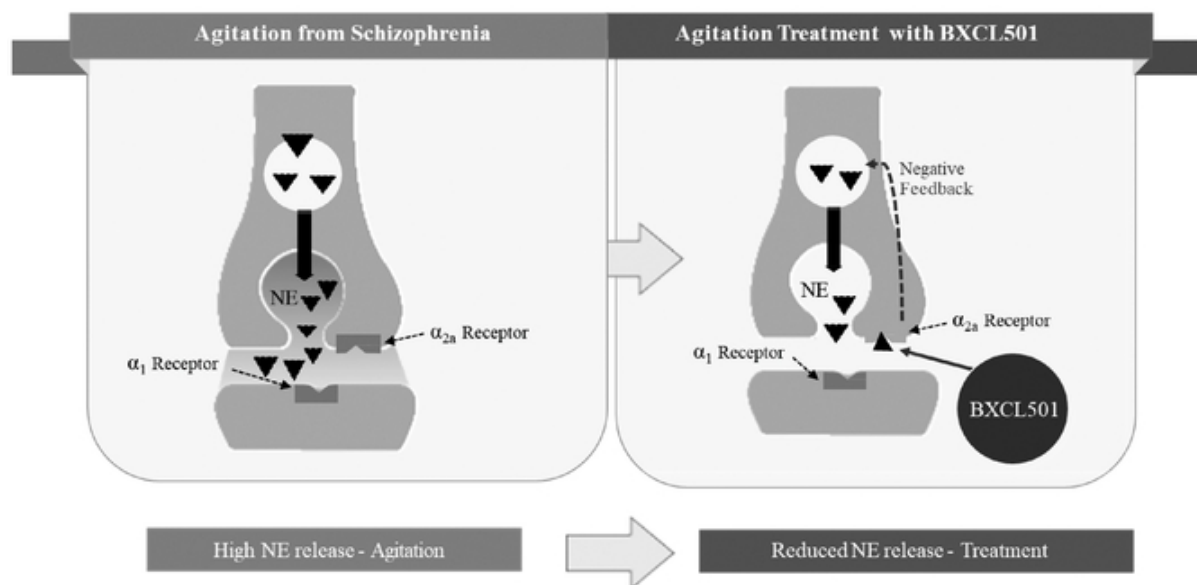 Agitation from Schizophrenia
Agitation Treatment with BXCL501
NE
α2a Receptor
α1 Receptor
Negative
Feedback
NE
α2a Receptor
α1 Receptor
BXCL501
High NE release - Agitation
Reduced NE release - Treatment